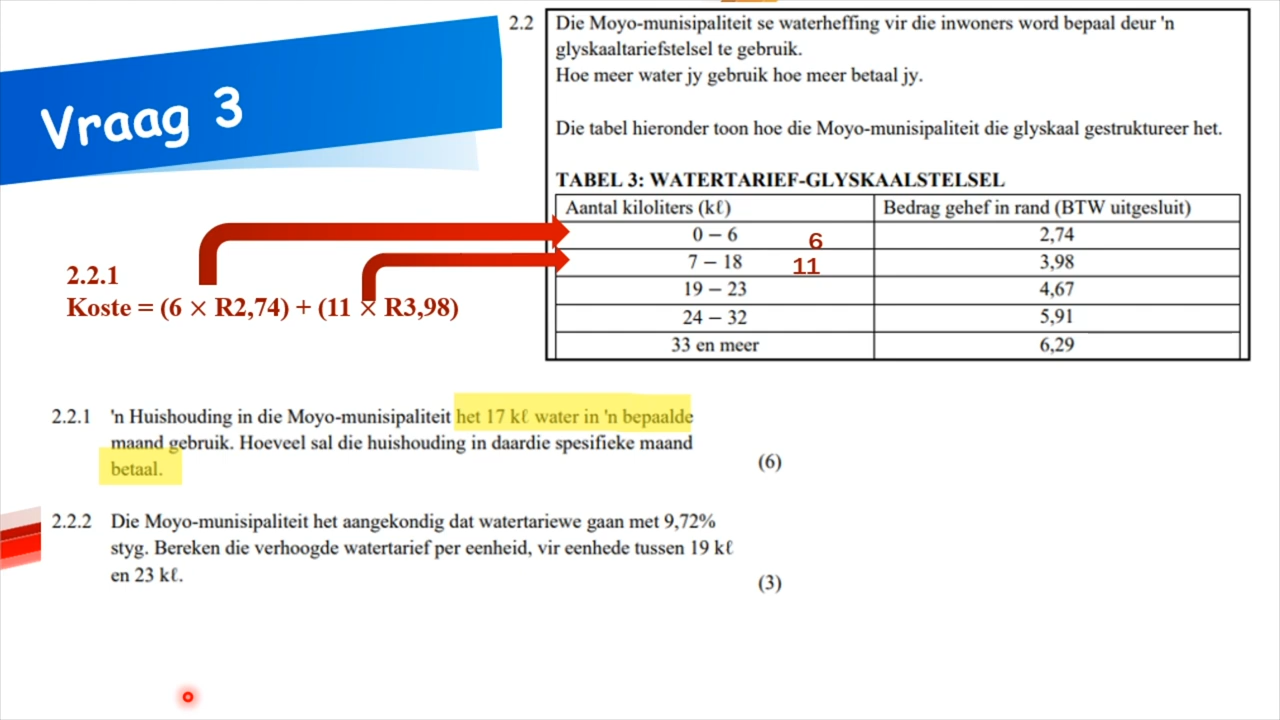 Vraag 3
2.2 Die Moyo-munisipaliteit se waterheffing vir die inwoners word bepaal deur 'n
glyskaaltariefstelsel te gebruik.
Hoe meer water jy gebruik hoe meer betaal jy.
Die tabel hieronder toon hoe die Moyo-munisipaliteit die glyskaal gestruktureer het.
TABEL 3: WATERTARIEF-GLYSKAALSTELSEL
Aantal kiloliters (kℓ) Bedrag gehef in rand (BTW uitgesluit)
0 – 6 6 2,74
7 – 18 11 3,98
19 – 23 4,67
24 – 32 5,91
33 en meer 6,29
2.2.1
Koste = (6 × R2,74) + (11 × R3,98)
2.2.1 'n Huishouding in die Moyo-munisipaliteit het 17 kℓ water in 'n bepaalde
maand gebruik. Hoeveel sal die huishouding in daardie spesifieke maand
betaal.
(6)
2.2.2 Die Moyo-munisipaliteit het aangekondig dat watertariewe gaan met 9,72%
styg. Bereken die verhoogde watertarief per eenheid, vir eenhede tussen 19 kℓ
en 23 kℓ.
(3)